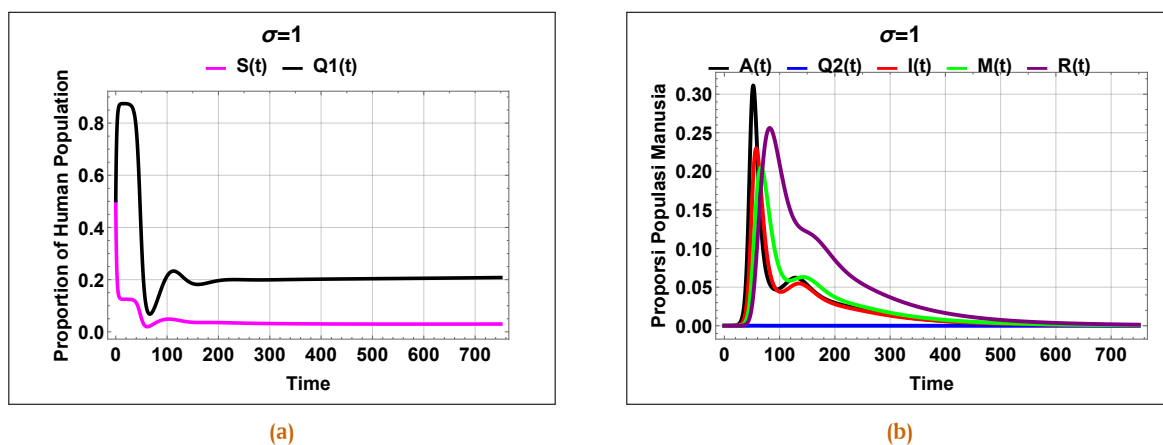 σ=1
S(t) Q1(t)
Proportion of Human Population
0.8
0.6
0.4
0.2
0.0
0 100 200 300 400 500 600 700
Time
(a)
σ=1
A(t) Q2(t) I(t) M(t) R(t)
Proporsi Populasi Manusia
0.30
0.25
0.20
0.15
0.10
0.05
0.00
0 100 200 300 400 500 600 700
Time
(b)